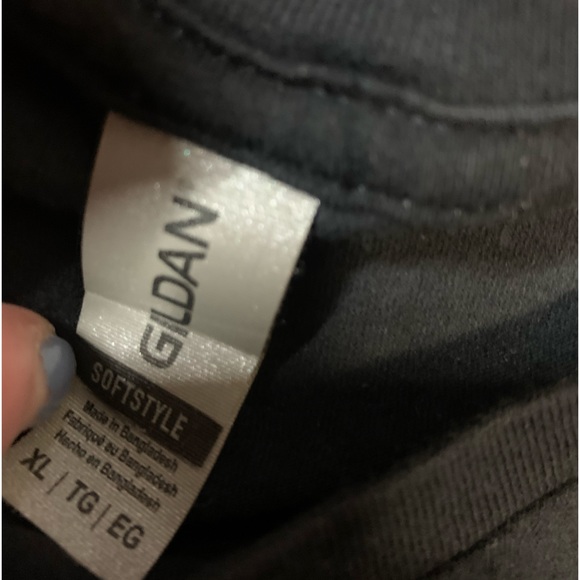 GILDAN
SOFTSTYLE
Made in Bangladesh
Fabriqué au Bangladesh
Hecho en Bangladesh
XL / TG / EG